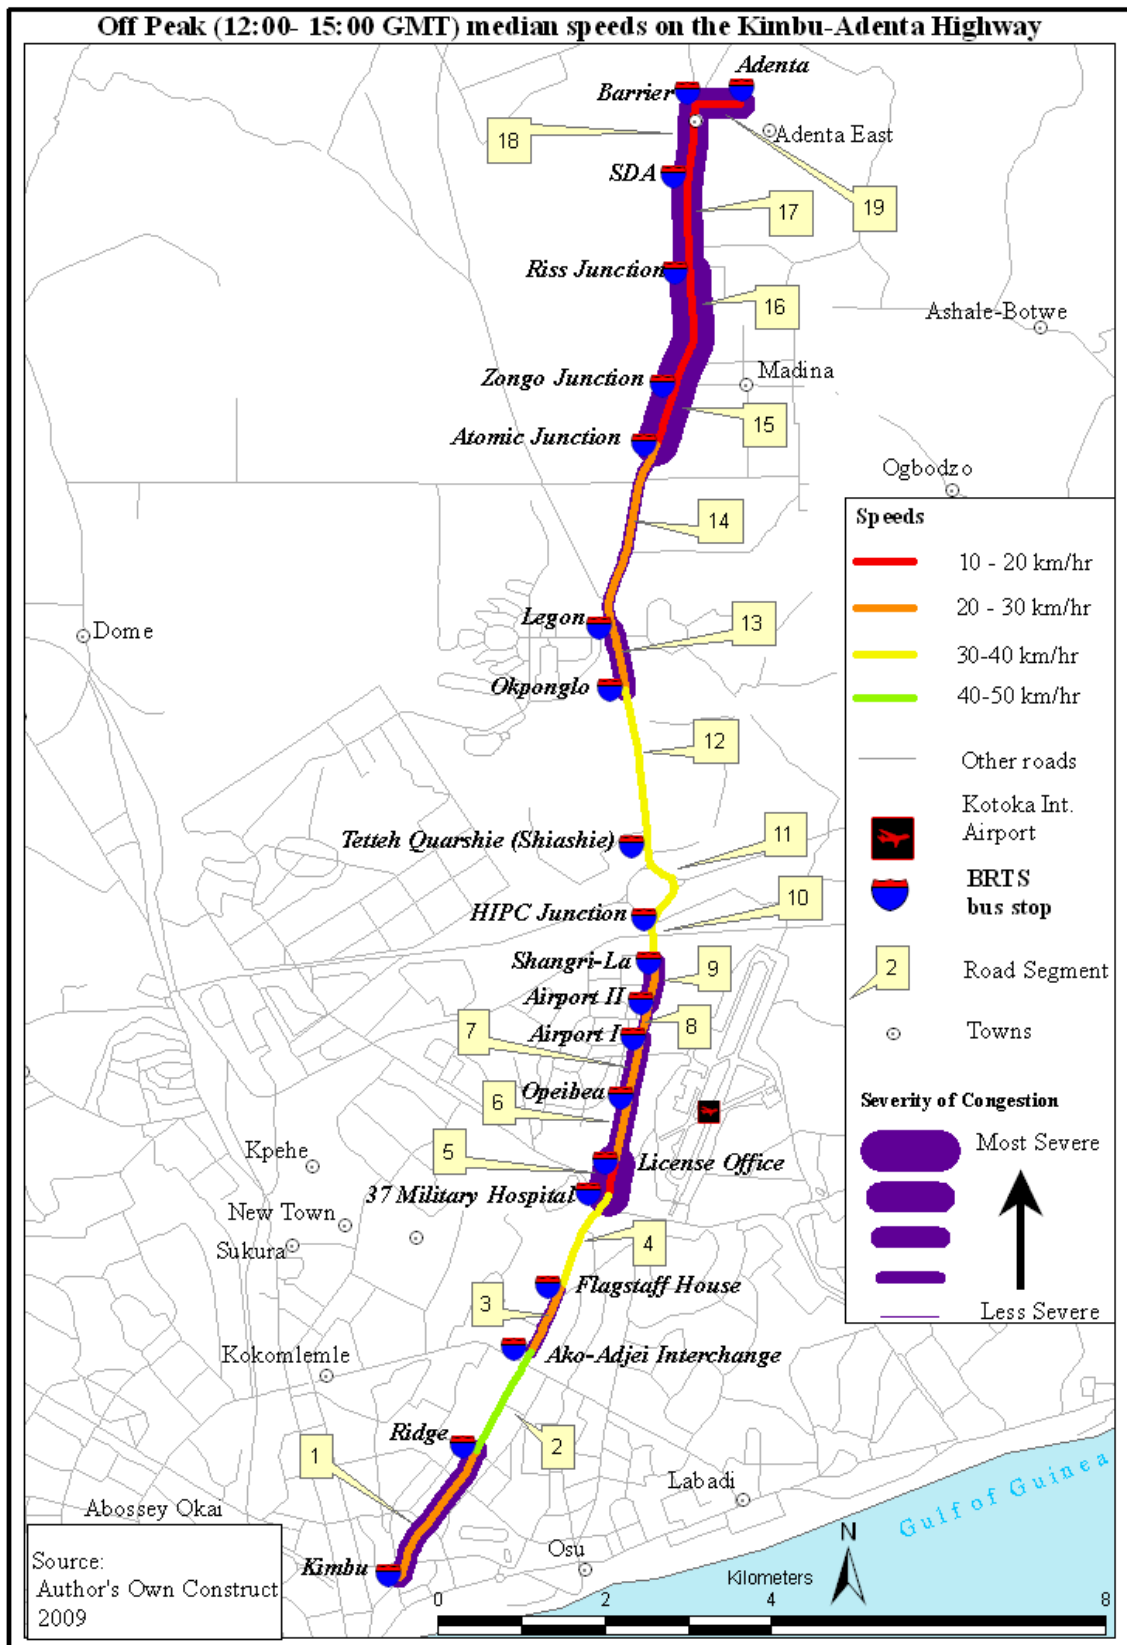 Off Peak (12:00- 15:00 GMT) median speeds on the Kimbu-Adenta Highway
Adenta
Barrier
18
Adenta East
SDA
17
19
Riss Junction
16
Ashale-Botwe
Zongo Junction
Madina
15
Atomic Junction
Ogbodzo
14
Speeds
10 - 20 km/hr
20 - 30 km/hr
30-40 km/hr
40-50 km/hr
Other roads
Kotoka Int.
Airport
BRTS
bus stop
2
Road Segment
Towns
Severity of Congestion
Most Severe
Less Severe
Legon
13
Dome
Okponglo
12
Tetteh Quarshie (Shiashie)
11
10
HIPC Junction
Shangri-La
9
Airport II
8
7
Airport I
Opeibea
6
5
License Office
Kpehe
37 Military Hospital
New Town
Sukura
4
Flagstaff House
3
Ako-Adjei Interchange
Kokomlemle
Ridge
2
1
Labadi
Gulf of Guinea
Abossey Okai
N
Osu
Kimbu
Kilometers
0 2 4 8
Source:
Author's Own Construct
2009